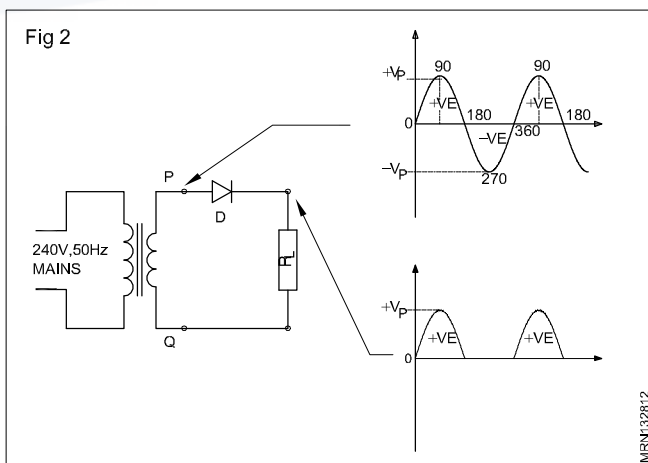 Fig 2
+VP
90
90
+VE
+VE
180
180
0
-VE
360
-VP
270
P
D
240V,50Hz
MAINS
RL
Q
+VP
+VE
+VE
0
MRN132812